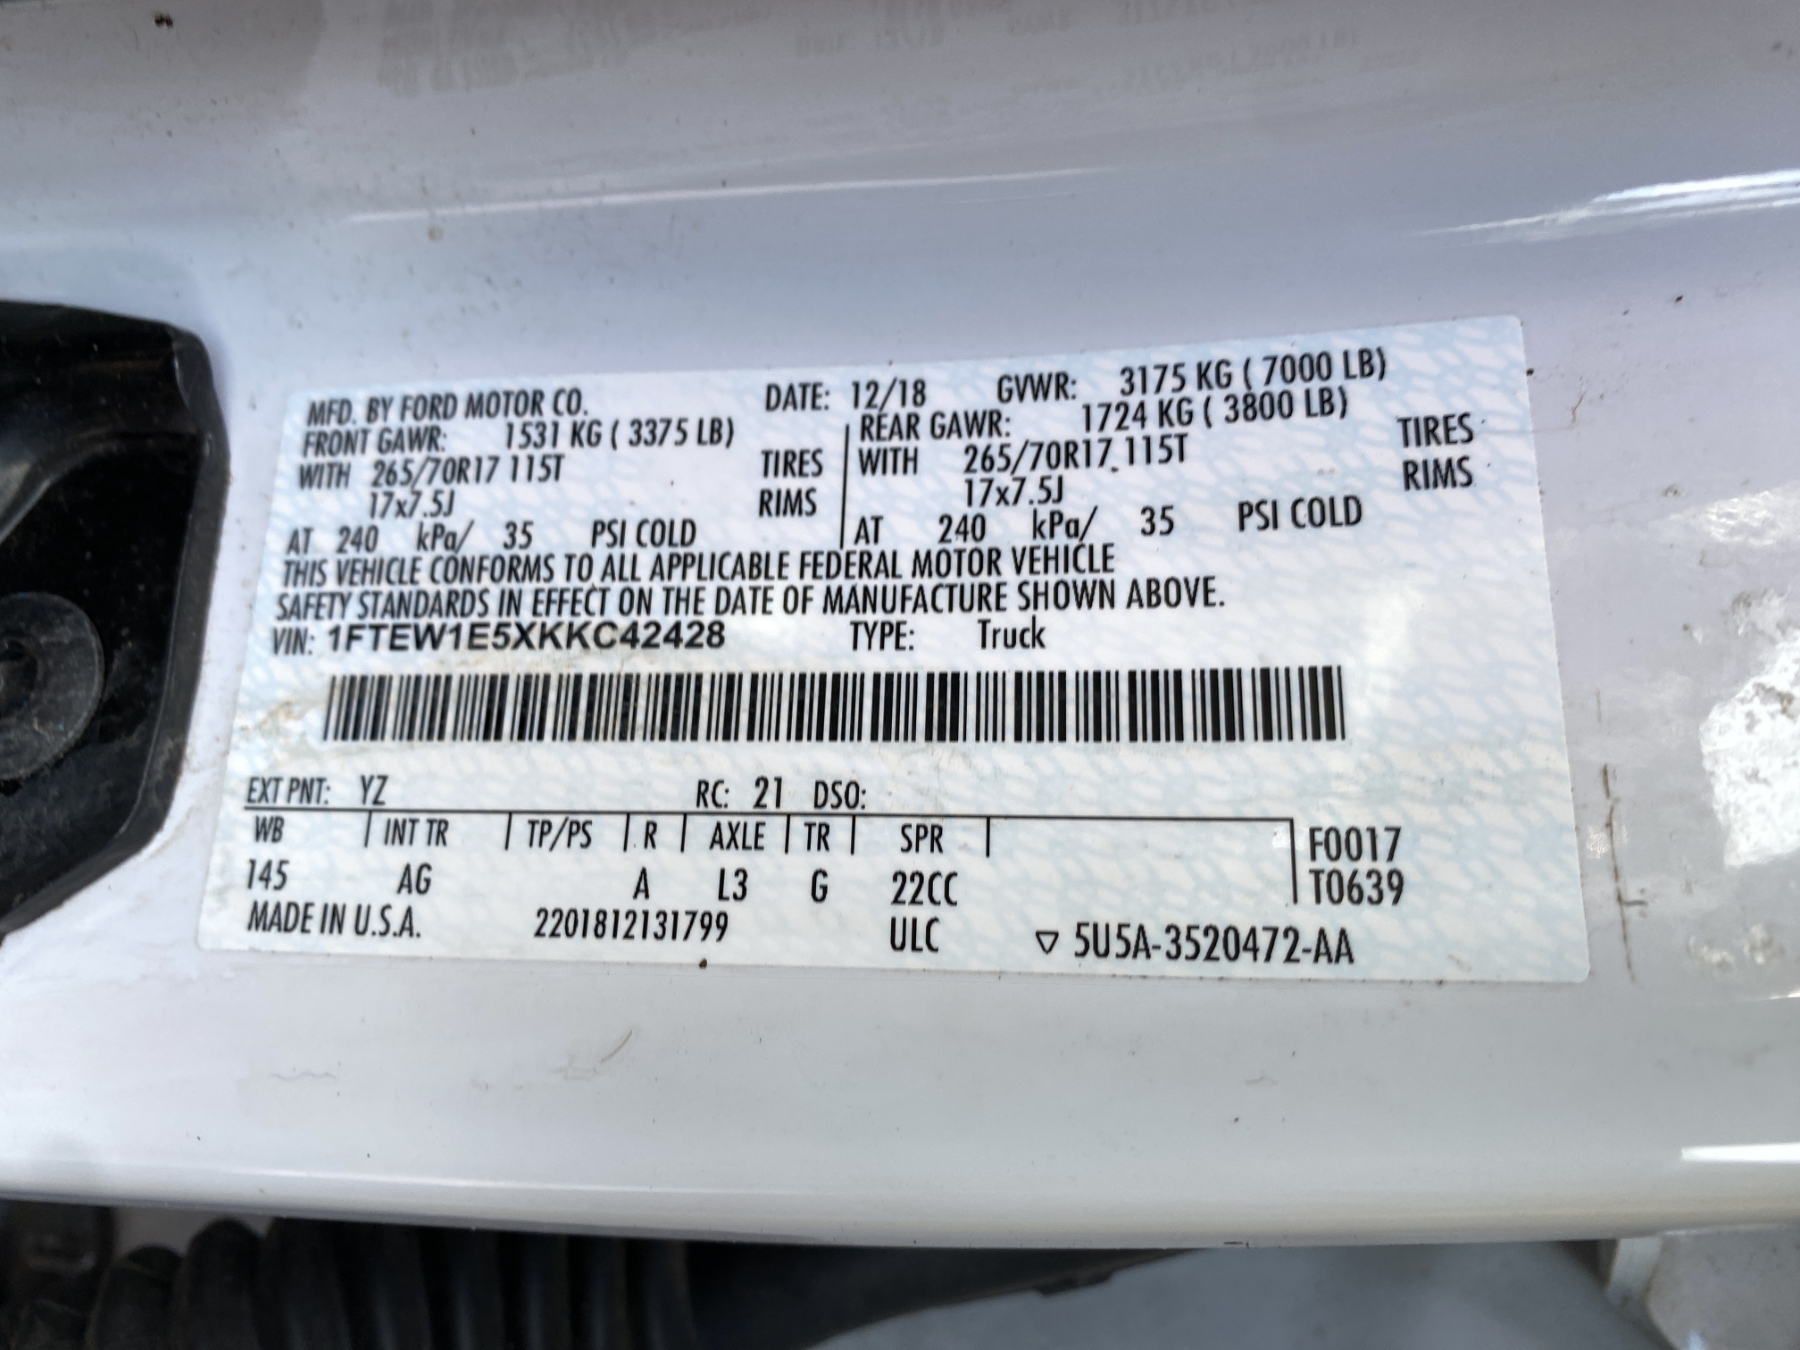 MFD. BY FORD MOTOR CO. DATE: 12/18 GVWR: 3175 KG ( 7000 LB)
FRONT GAWR: 1531 KG ( 3375 LB) REAR GAWR: 1724 KG ( 3800 LB)
WITH 265/70R17 115T TIRES WITH 265/70R17 115T TIRES
17x7.5J RIMS 17x7.5J RIMS
AT 240 kPa/ 35 PSI COLD AT 240 kPa/ 35 PSI COLD
THIS VEHICLE CONFORMS TO ALL APPLICABLE FEDERAL MOTOR VEHICLE
SAFETY STANDARDS IN EFFECT ON THE DATE OF MANUFACTURE SHOWN ABOVE.
VIN: 1FTEW1E5XKKC42428 TYPE: Truck
EXT PNT: YZ RC: 21 DSO:
WB INT TR TP/PS R AXLE TR SPR F0017
145 AG A L3 G 22CC T0639
MADE IN U.S.A. 2201812131799 ULC ▽ 5U5A-3520472-AA